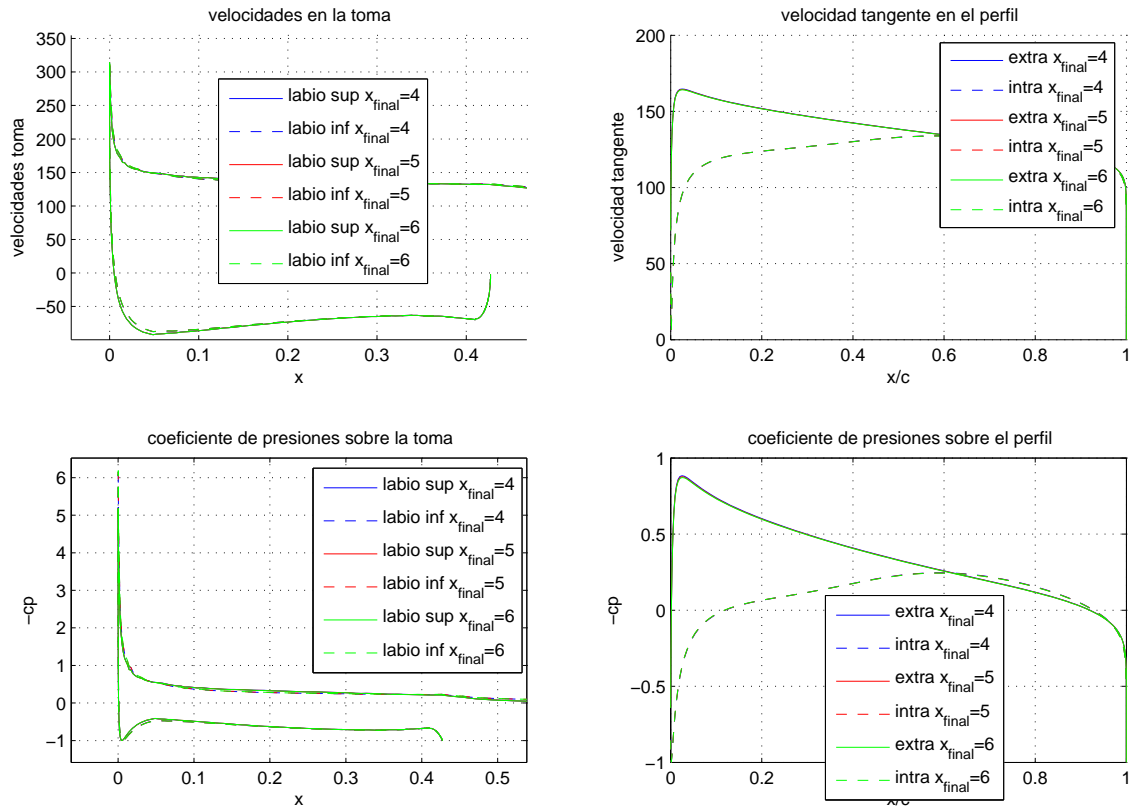 velocidades en la toma
350
300
250
200
150
100
50
0
−50
velocidades toma
0
0.1
0.2
0.3
0.4
x
labio sup x_final=4
labio inf x_final=4
labio sup x_final=5
labio inf x_final=5
labio sup x_final=6
labio inf x_final=6
velocidad tangente en el perfil
200
150
100
50
0
velocidad tangente
0
0.2
0.4
0.6
0.8
1
x/c
extra x_final=4
intra x_final=4
extra x_final=5
intra x_final=5
extra x_final=6
intra x_final=6
coeficiente de presiones sobre la toma
6
5
4
3
2
1
0
−1
−cp
0
0.1
0.2
0.3
0.4
0.5
x
labio sup x_final=4
labio inf x_final=4
labio sup x_final=5
labio inf x_final=5
labio sup x_final=6
labio inf x_final=6
coeficiente de presiones sobre el perfil
1
0.5
0
−0.5
−1
−cp
0
0.2
0.4
0.6
0.8
1
x/c
extra x_final=4
intra x_final=4
extra x_final=5
intra x_final=5
extra x_final=6
intra x_final=6